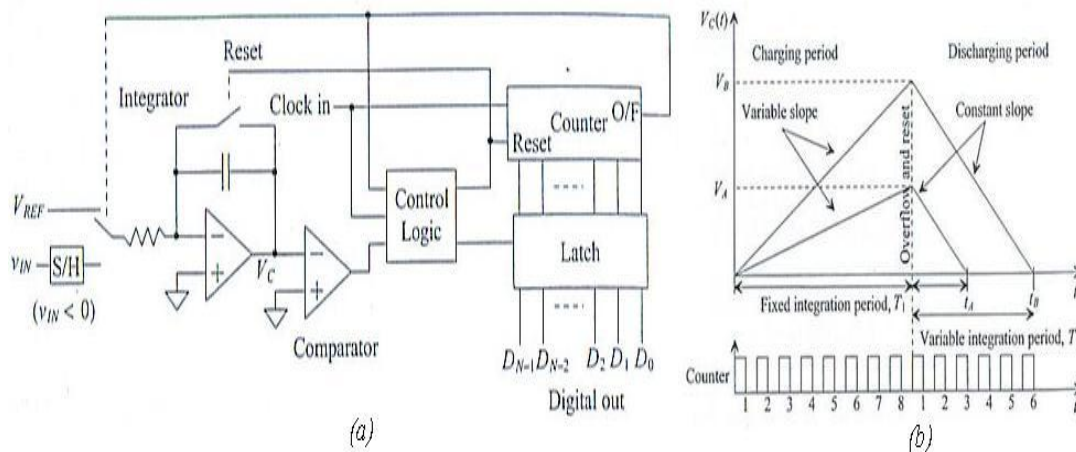 Reset
Integrator
Clock in
O/F
Counter
Reset
Control
Logic
V_REF
v_IN
S/H
(v_IN < 0)
−
+
V_C
−
+
Comparator
Latch
D_N-1 D_N-2 D_2 D_1 D_0
Digital out
(a)
V_C(t)
Charging period
Discharging period
V_B
Variable slope
Constant slope
V_A
Overflow and reset
Fixed integration period, T_1
t_A
t_B
t
Variable integration period, T
Counter
1 2 3 4 5 6 7 8 1 2 3 4 5 6
t
(b)